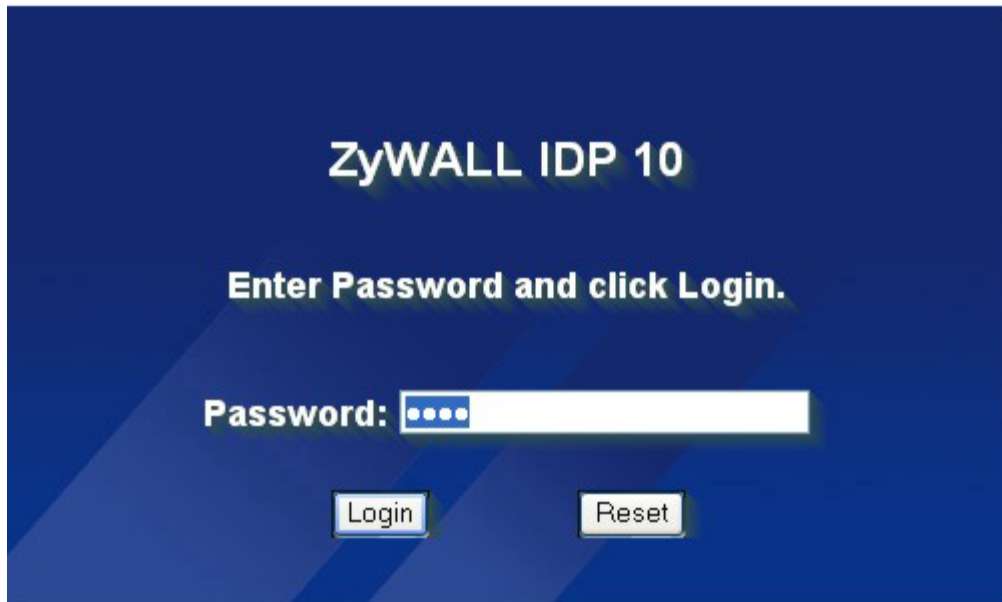 ZyWALL IDP 10
Enter Password and click Login.
Password: ••••
Login Reset